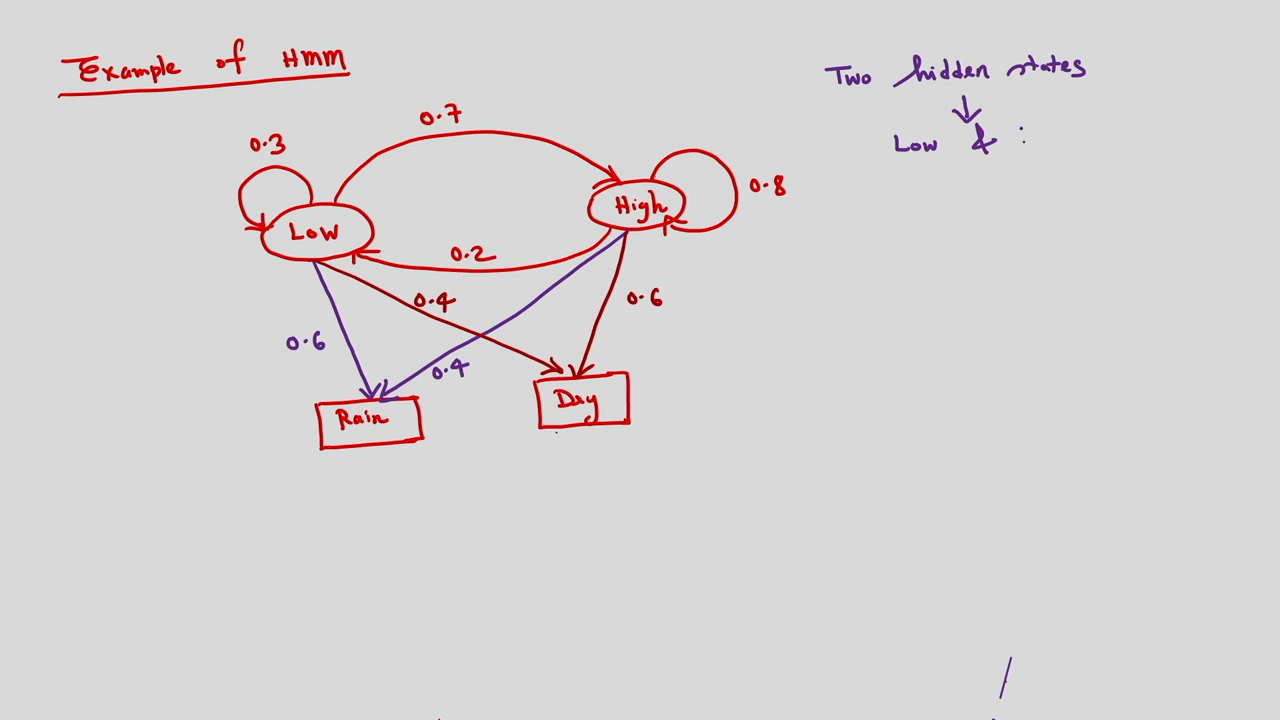 Example of HMM
Two hidden states
Low & :
0.7
0.3
0.8
High
Low
0.2
0.4
0.6
0.6
0.4
Dry
Rain